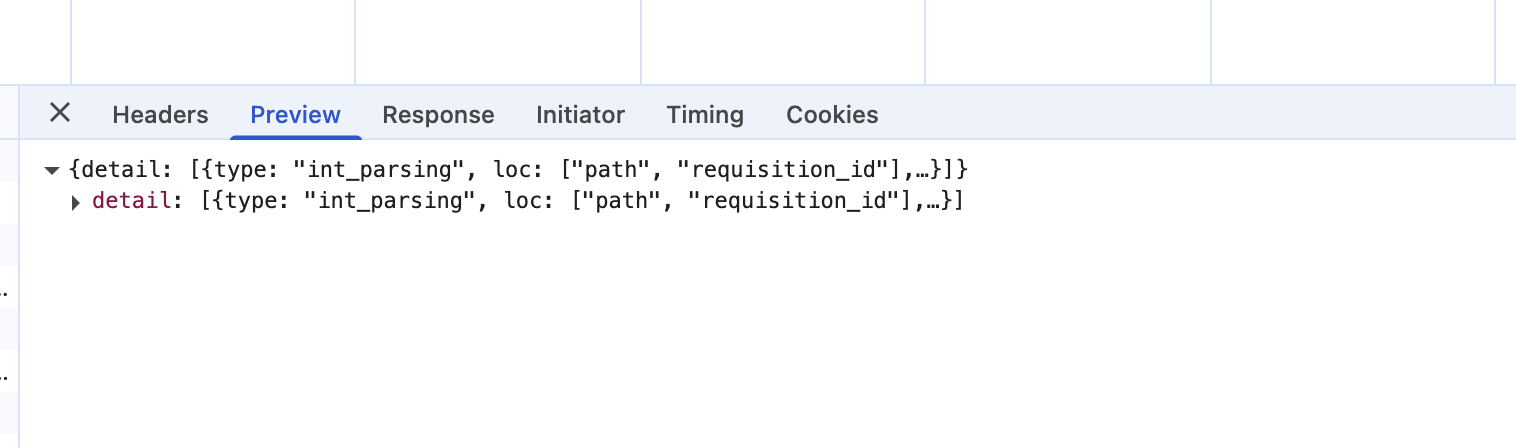 Headers Preview Response Initiator Timing Cookies
{detail: [{type: "int_parsing", loc: ["path", "requisition_id"],…}]}
detail: [{type: "int_parsing", loc: ["path", "requisition_id"],…}]
..
..